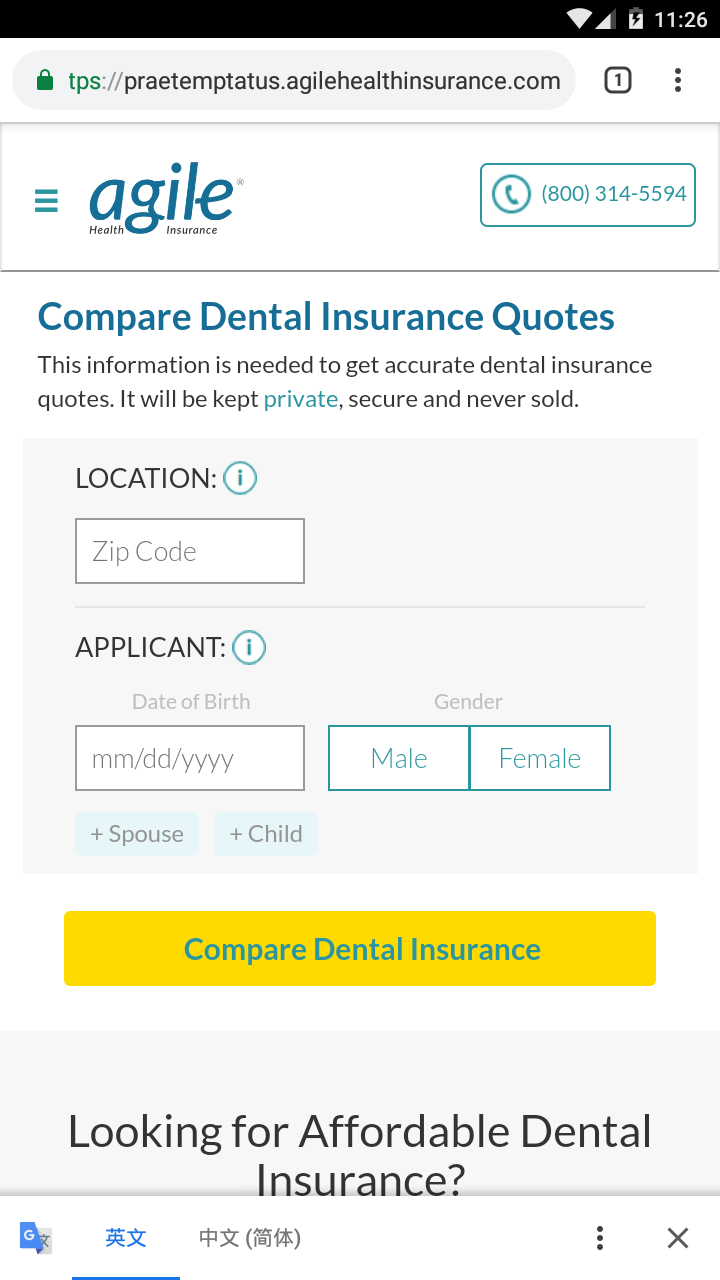 11:26
tps://praetemptatus.agilehealthinsurance.com
1
agile®
Health Insurance
(800) 314-5594
Compare Dental Insurance Quotes
This information is needed to get accurate dental insurance
quotes. It will be kept private, secure and never sold.
LOCATION: i
Zip Code
APPLICANT: i
Date of Birth Gender
mm/dd/yyyy Male Female
+ Spouse + Child
Compare Dental Insurance
Looking for Affordable Dental
Insurance?
G 文 英文 中文 (简体)